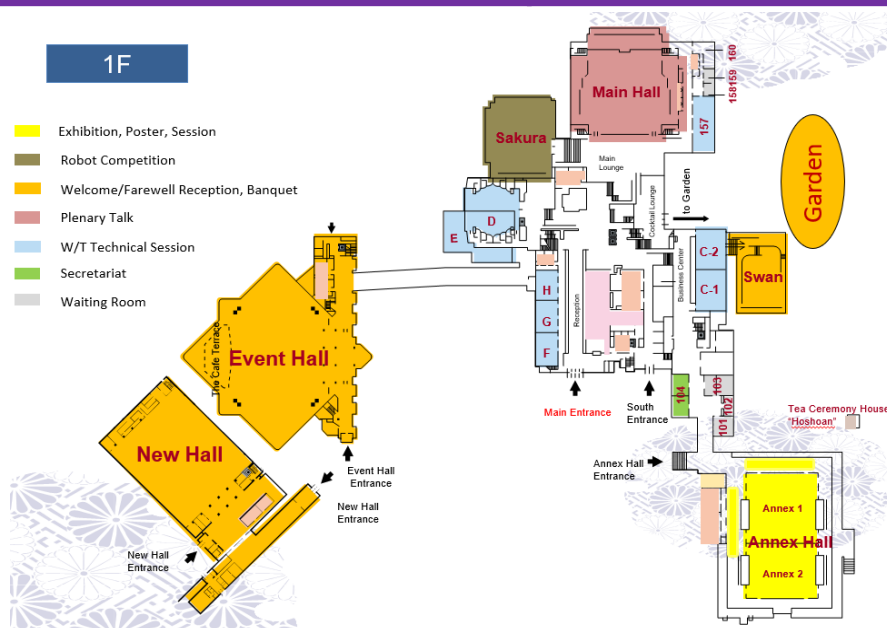 1F
Exhibition, Poster, Session
Robot Competition
Welcome/Farewell Reception, Banquet
Plenary Talk
W/T Technical Session
Secretariat
Waiting Room
Main Hall
160
159
158
157
Sakura
Main
Lounge
Cocktail Lounge
to Garden
Garden
D
E
C-2
C-1
Swan
Business Center
H
G
F
Reception
The Cafe Terrace
Event Hall
Main Entrance
South
Entrance
104
103
102
101
Tea Ceremony House
"Hoshoan"
New Hall
Event Hall
Entrance
New Hall
Entrance
New Hall
Entrance
Annex Hall
Entrance
Annex 1
Annex Hall
Annex 2